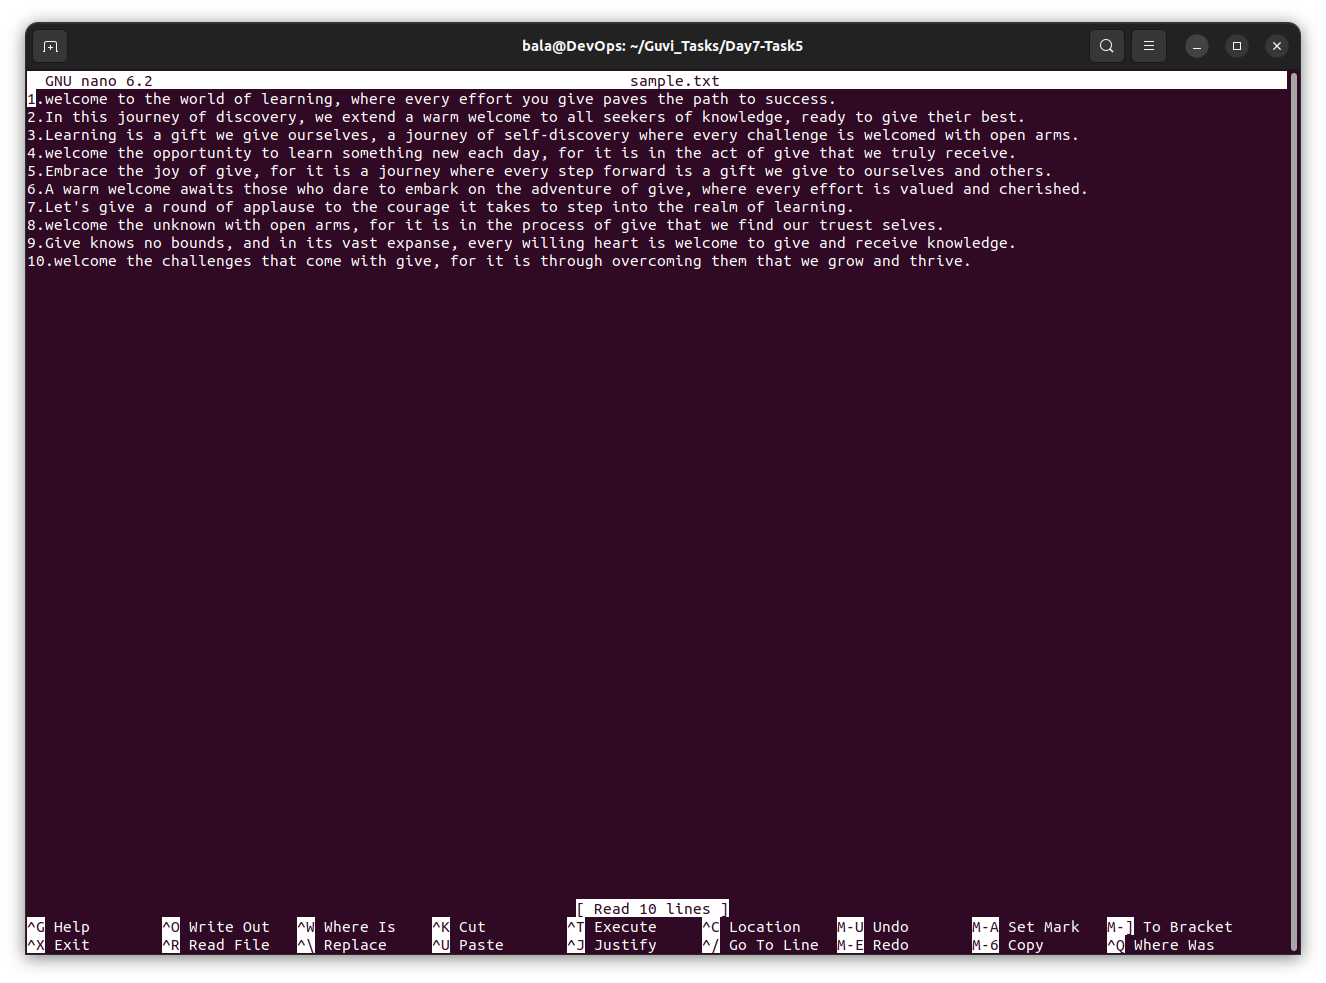 bala@DevOps: ~/Guvi_Tasks/Day7-Task5
GNU nano 6.2 sample.txt
1.welcome to the world of learning, where every effort you give paves the path to success.
2.In this journey of discovery, we extend a warm welcome to all seekers of knowledge, ready to give their best.
3.Learning is a gift we give ourselves, a journey of self-discovery where every challenge is welcomed with open arms.
4.welcome the opportunity to learn something new each day, for it is in the act of give that we truly receive.
5.Embrace the joy of give, for it is a journey where every step forward is a gift we give to ourselves and others.
6.A warm welcome awaits those who dare to embark on the adventure of give, where every effort is valued and cherished.
7.Let's give a round of applause to the courage it takes to step into the realm of learning.
8.welcome the unknown with open arms, for it is in the process of give that we find our truest selves.
9.Give knows no bounds, and in its vast expanse, every willing heart is welcome to give and receive knowledge.
10.welcome the challenges that come with give, for it is through overcoming them that we grow and thrive.
[ Read 10 lines ]
^G Help ^O Write Out ^W Where Is ^K Cut ^T Execute ^C Location M-U Undo M-A Set Mark M-] To Bracket
^X Exit ^R Read File ^\ Replace ^U Paste ^J Justify ^/ Go To Line M-E Redo M-6 Copy ^Q Where Was